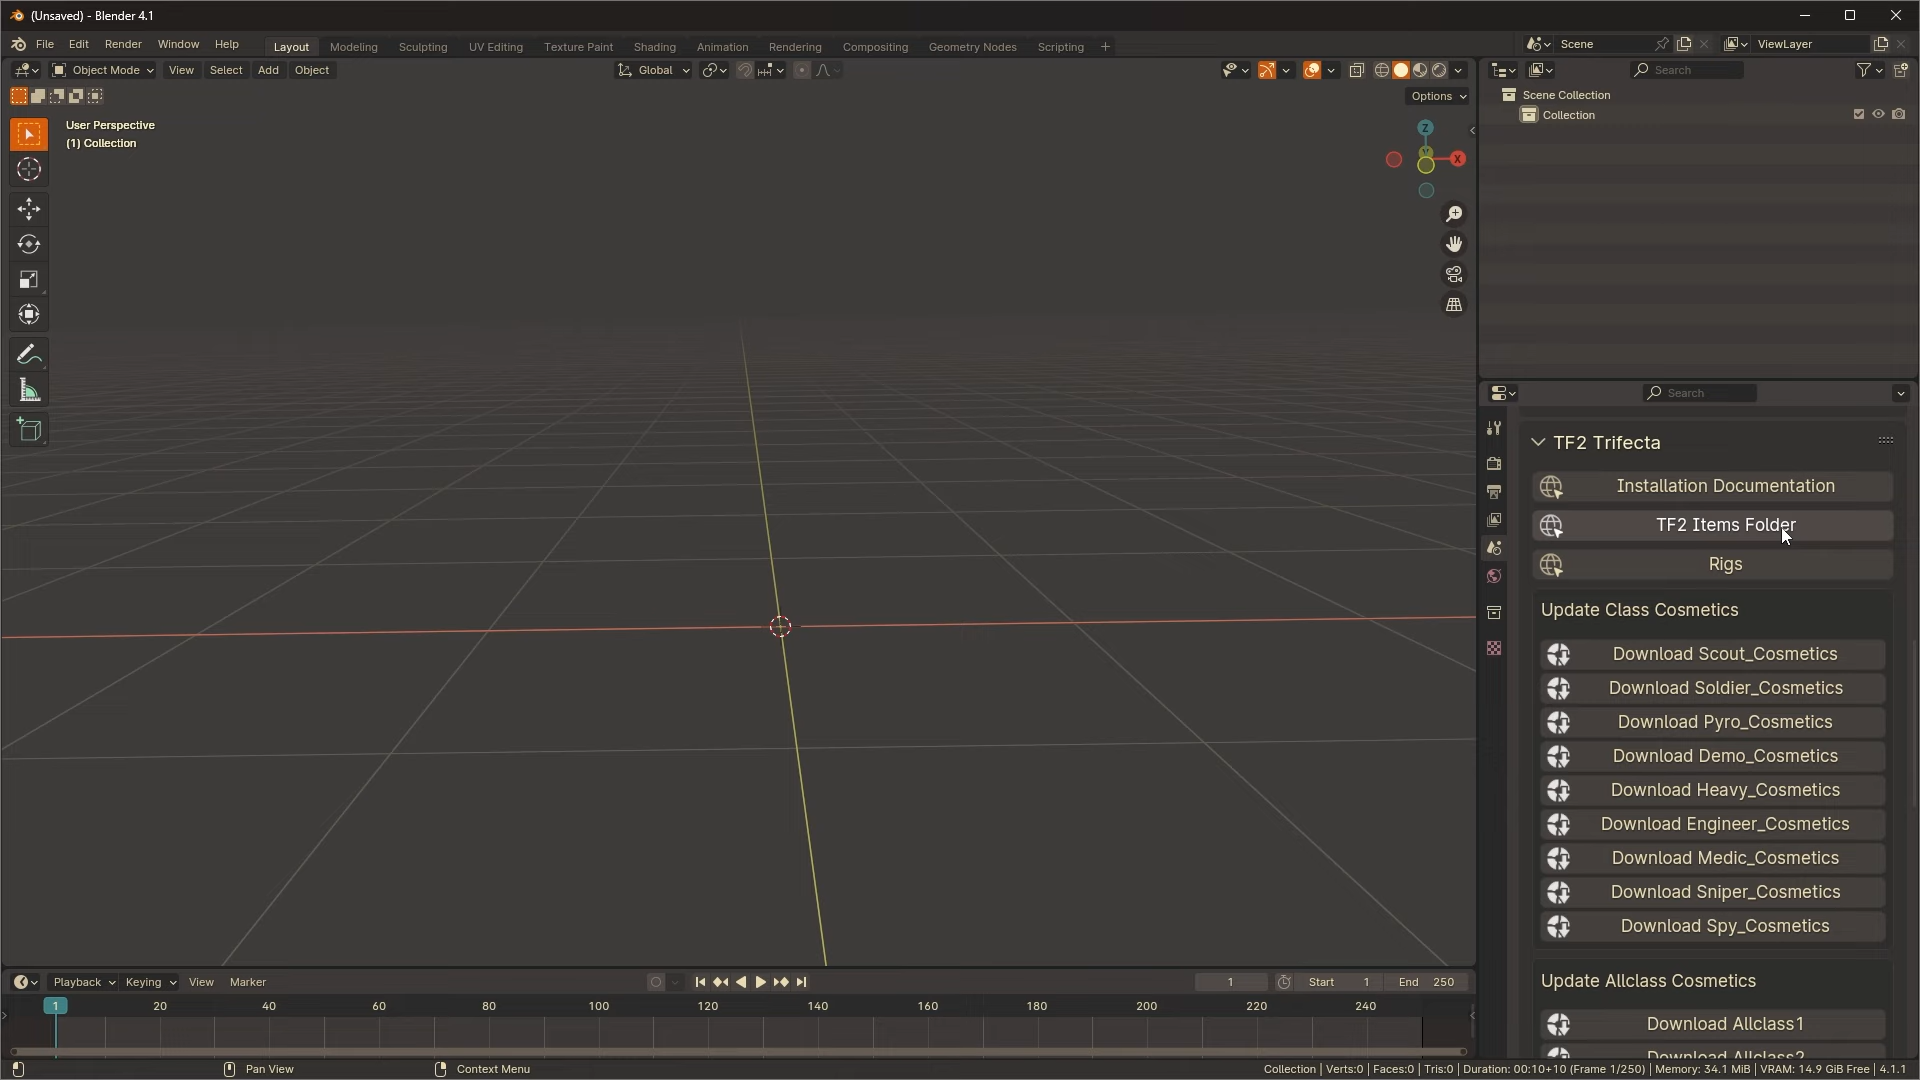 (Unsaved) - Blender 4.1
File Edit Render Window Help Layout Modeling Sculpting UV Editing Texture Paint Shading Animation Rendering Compositing Geometry Nodes Scripting + Scene ViewLayer
Object Mode View Select Add Object Global Search
Options
Scene Collection
Collection
User Perspective
(1) Collection
Z
Y
X
Search
TF2 Trifecta
Installation Documentation
TF2 Items Folder
Rigs
Update Class Cosmetics
Download Scout_Cosmetics
Download Soldier_Cosmetics
Download Pyro_Cosmetics
Download Demo_Cosmetics
Download Heavy_Cosmetics
Download Engineer_Cosmetics
Download Medic_Cosmetics
Download Sniper_Cosmetics
Download Spy_Cosmetics
Update Allclass Cosmetics
Download Allclass1
Download Allclass2
Playback Keying View Marker 1 Start 1 End 250
1 20 40 60 80 100 120 140 160 180 200 220 240
Pan View Context Menu Collection | Verts:0 | Faces:0 | Tris:0 | Duration: 00:10+10 (Frame 1/250) | Memory: 34.1 MiB | VRAM: 14.9 GiB Free | 4.1.1